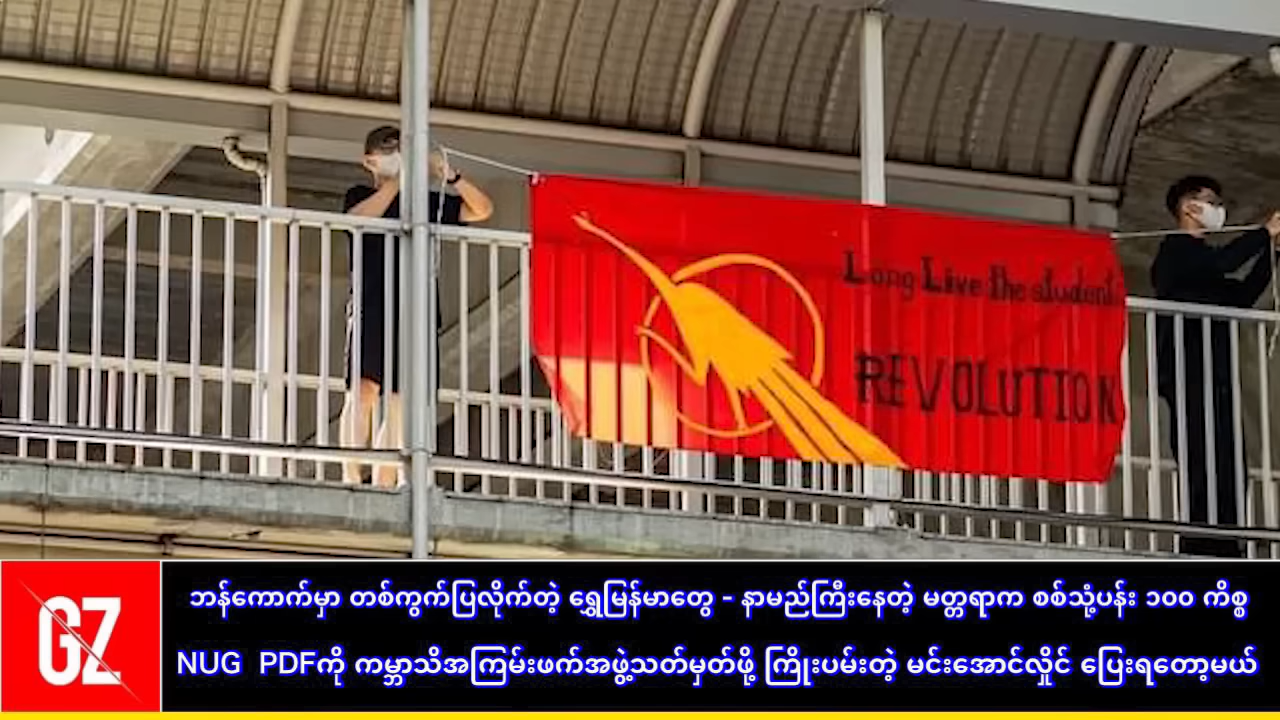 Long Live The student
REVOLUTION
GZ
ဘန်ကောက်မှာ တစ်ကွက်ပြလိုက်တဲ့ ရွှေမြန်မာတွေ - နာမည်ကြီးနေတဲ့ မတ္တရာက စစ်သုံ့ပန်း ၁၀၀ ကိစ္စ
NUG PDFကို ကမ္ဘာသိအကြမ်းဖက်အဖွဲ့သတ်မှတ်ဖို့ ကြိုးပမ်းတဲ့ မင်းအောင်လှိုင် ပြေးရတော့မယ်